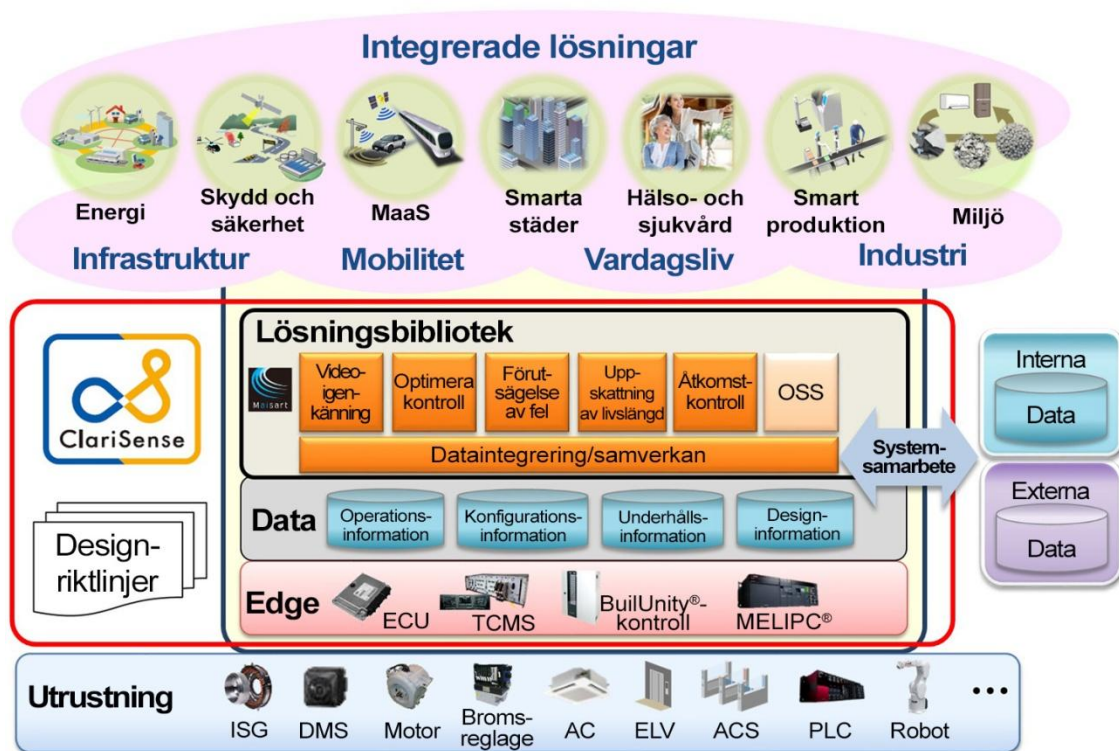 Integrerade lösningar
Energi
Skydd och
säkerhet
MaaS
Smarta
städer
Hälso- och
sjukvård
Smart
produktion
Miljö
Infrastruktur
Mobilitet
Vardagsliv
Industri
ClariSense
Design-
riktlinjer
Lösningsbibliotek
Maisart
Video-
igen-
känning
Optimera
kontroll
Förut-
sägelse
av fel
Upp-
skattning
av livslängd
Åtkomst-
kontroll
OSS
Dataintegrering/samverkan
System-
samarbete
Interna
Data
Externa
Data
Data
Operations-
information
Konfigurations-
information
Underhålls-
information
Design-
information
Edge
ECU
TCMS
BuilUnity®-
kontroll
MELIPC®
Utrustning
ISG
DMS
Motor
Broms-
reglage
AC
ELV
ACS
PLC
Robot
...